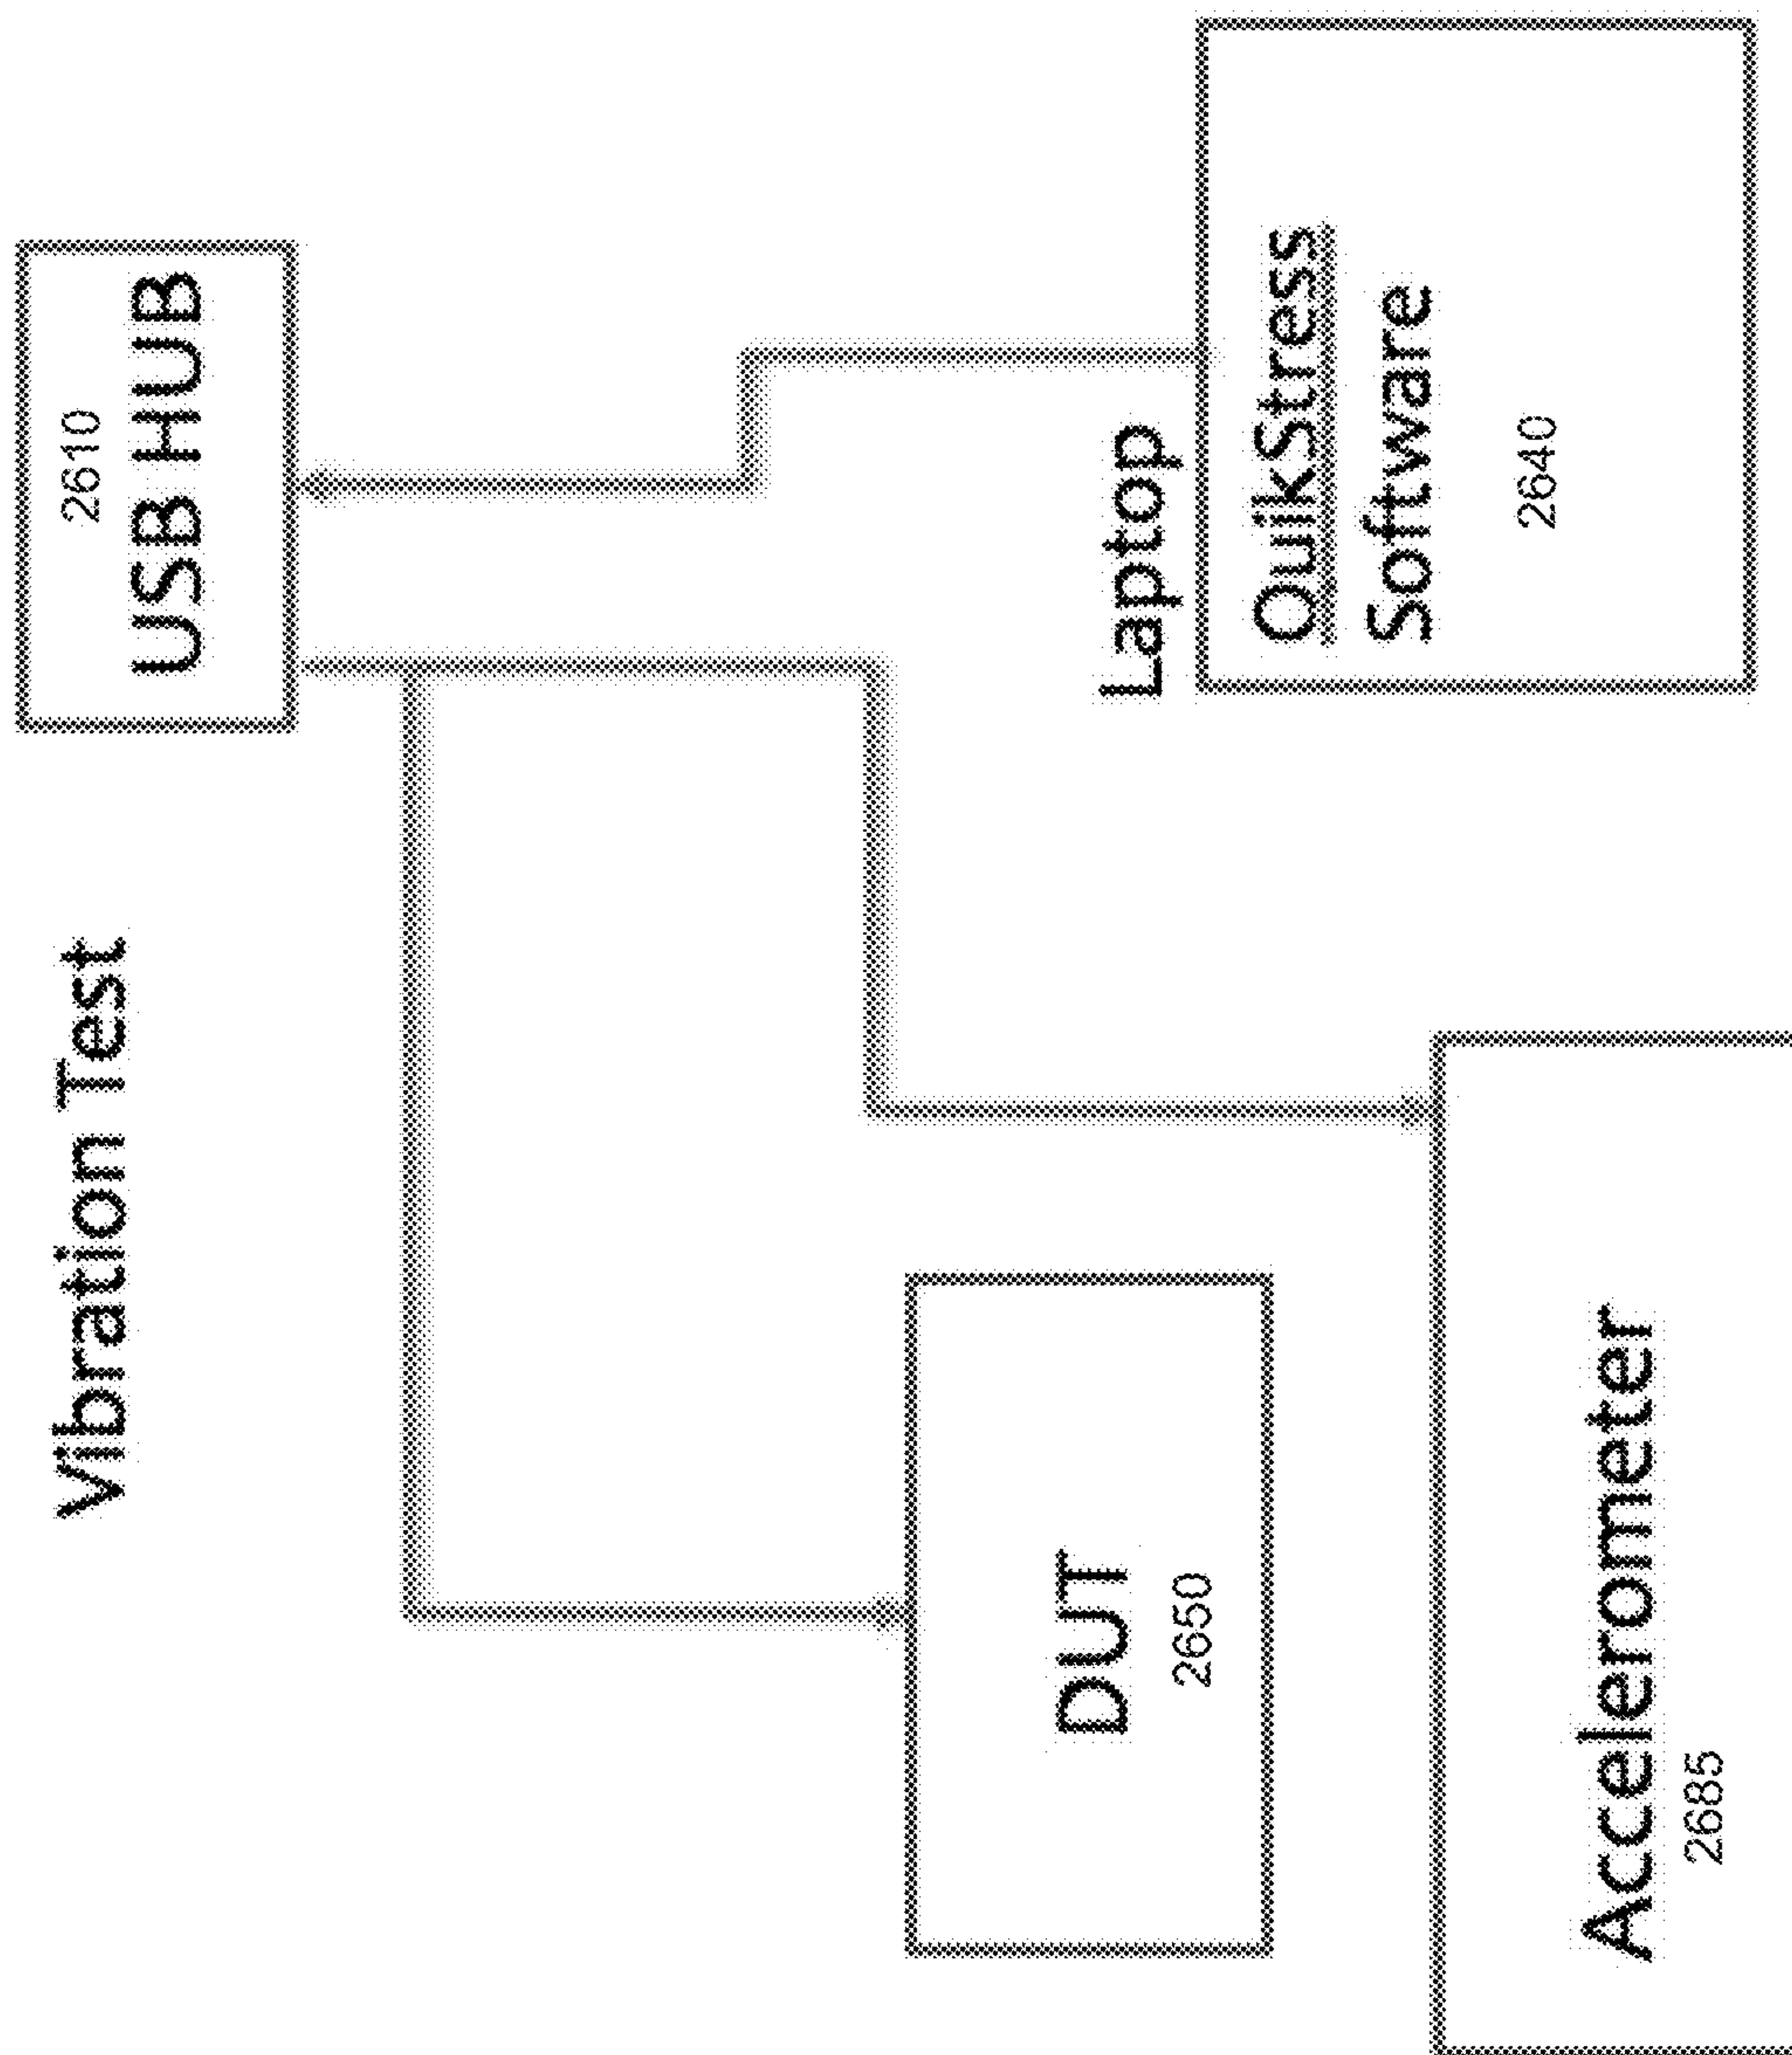 Vibration Test
2610
USB HUB
Laptop
QuikStress
Software
2640
DUT
2650
Accelerometer
2685